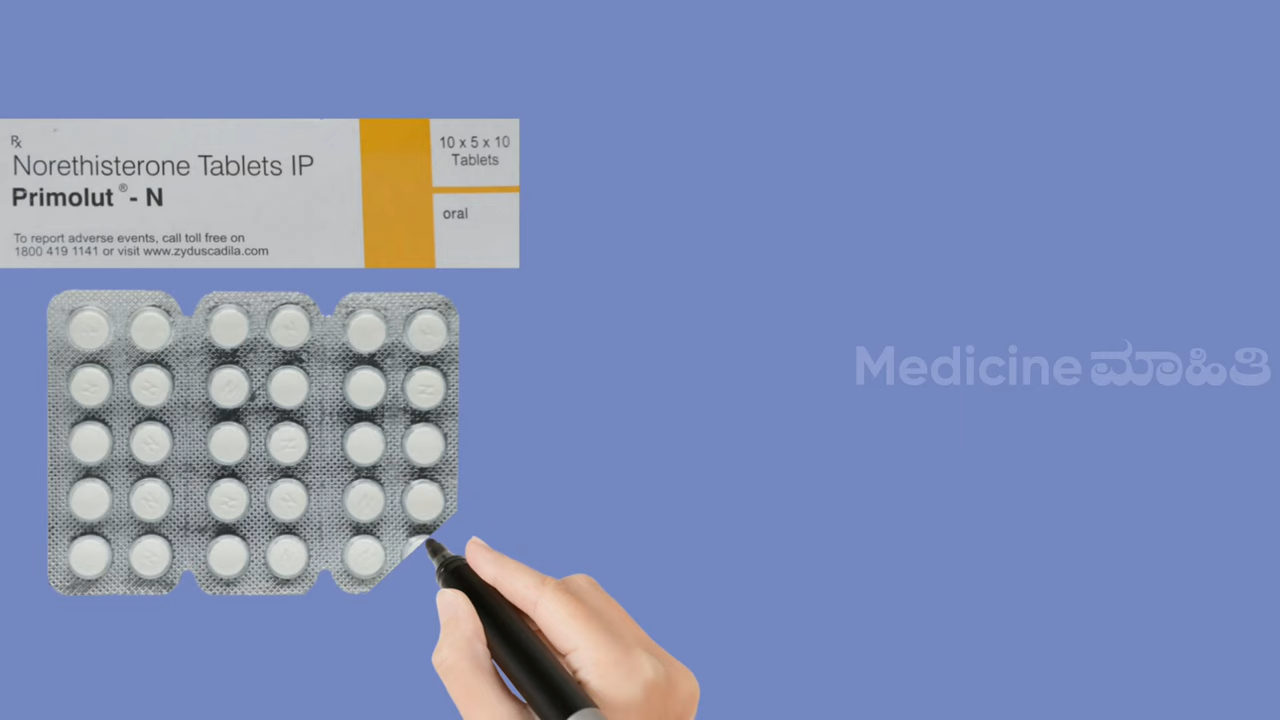 Rx
Norethisterone Tablets IP
Primolut®- N
To report adverse events, call toll free on
1800 419 1141 or visit www.zyduscadila.com
10 x 5 x 10
Tablets
oral
Medicine ಮಾಹಿತಿ